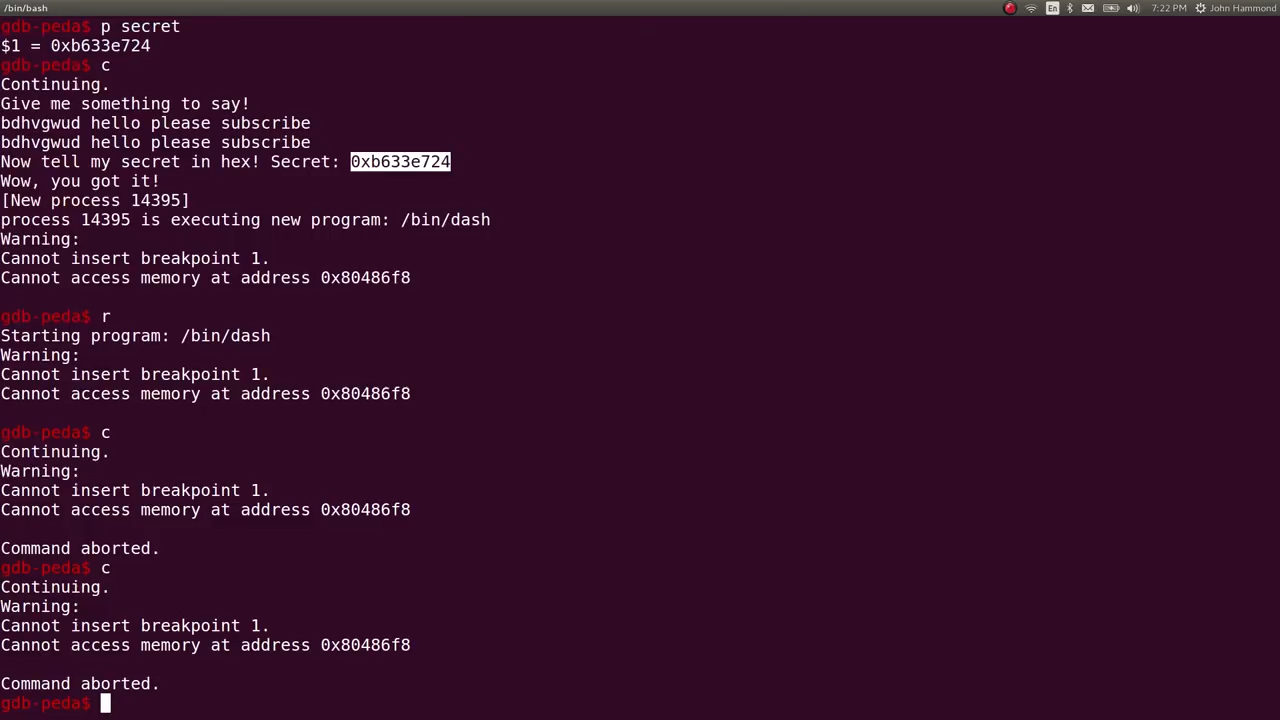 /bin/bash
En
7:22 PM
John Hammond
gdb-peda$ p secret
$1 = 0xb633e724
gdb-peda$ c
Continuing.
Give me something to say!
bdhvgwud hello please subscribe
bdhvgwud hello please subscribe
Now tell my secret in hex! Secret: 0xb633e724
Wow, you got it!
[New process 14395]
process 14395 is executing new program: /bin/dash
Warning:
Cannot insert breakpoint 1.
Cannot access memory at address 0x80486f8
gdb-peda$ r
Starting program: /bin/dash
Warning:
Cannot insert breakpoint 1.
Cannot access memory at address 0x80486f8
gdb-peda$ c
Continuing.
Warning:
Cannot insert breakpoint 1.
Cannot access memory at address 0x80486f8
Command aborted.
gdb-peda$ c
Continuing.
Warning:
Cannot insert breakpoint 1.
Cannot access memory at address 0x80486f8
Command aborted.
gdb-peda$